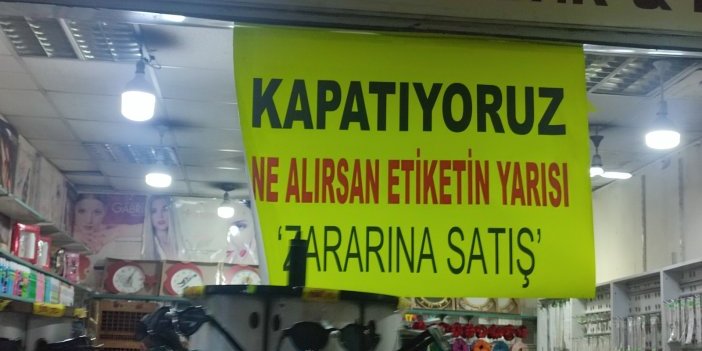 KAPATIYORUZ
NE ALIRSAN ETİKETİN YARISI
'ZARARINA SATIŞ'